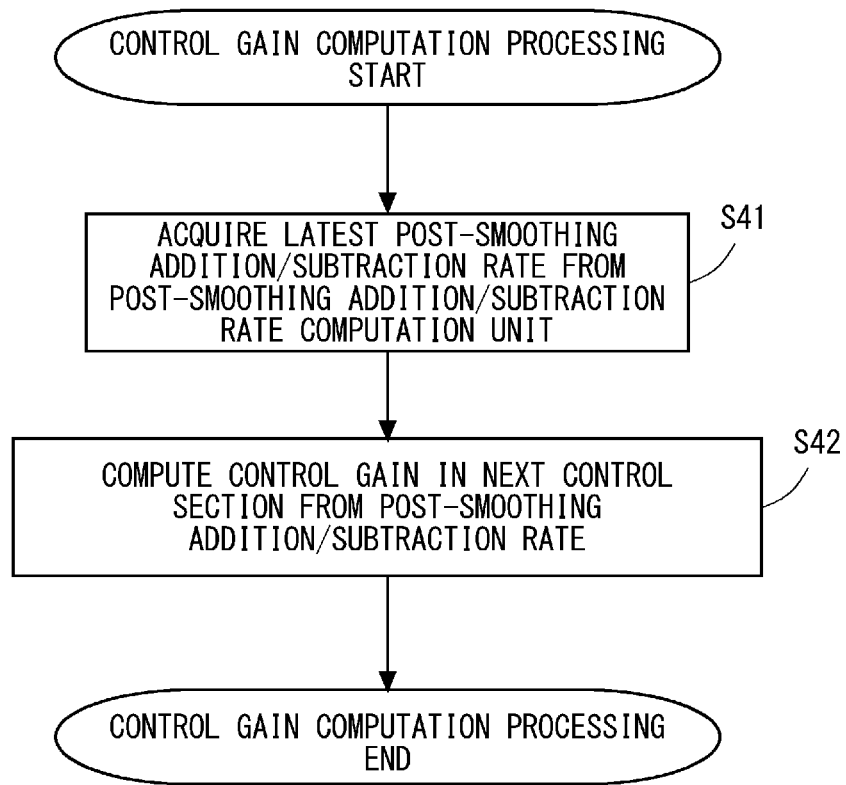 CONTROL GAIN COMPUTATION PROCESSING
START
S41
ACQUIRE LATEST POST-SMOOTHING
ADDITION/SUBTRACTION RATE FROM
POST-SMOOTHING ADDITION/SUBTRACTION
RATE COMPUTATION UNIT
S42
COMPUTE CONTROL GAIN IN NEXT CONTROL
SECTION FROM POST-SMOOTHING
ADDITION/SUBTRACTION RATE
CONTROL GAIN COMPUTATION PROCESSING
END